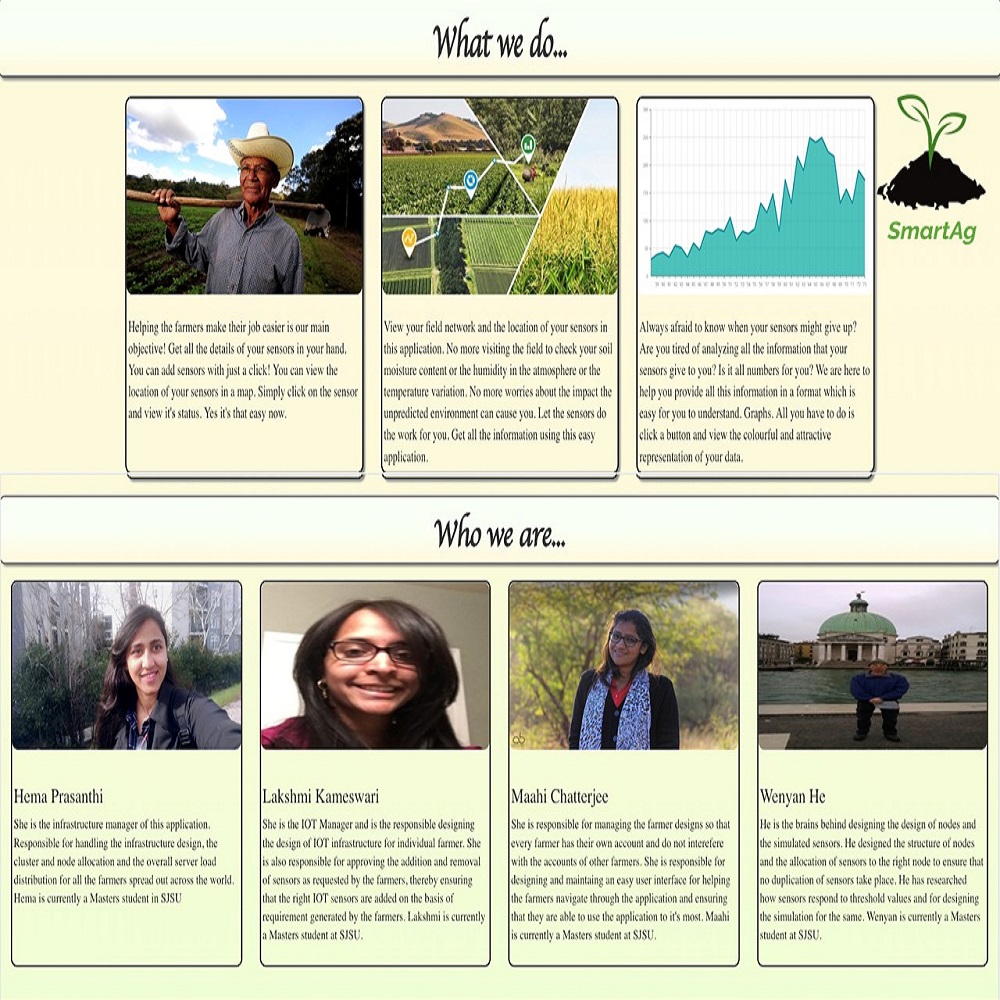 What we do...
SmartAg
Helping the farmers make their job easier is our main
objective! Get all the details of your sensors in your hand.
You can add sensors with just a click! You can view the
location of your sensors in a map. Simply click on the sensor
and view it's status. Yes it's that easy now.
View your field network and the location of your sensors in
this application. No more visiting the field to check your soil
moisture content or the humidity in the atmosphere or the
temperature variation. No more worries about the impact the
unpredicted environment can cause you. Let the sensors do
the work for you. Get all the information using this easy
application.
Always afraid to know when your sensors might give up?
Are you tired of analyzing all the information that your
sensors give to you? Is it all numbers for you? We are here to
help you provide all this information in a format which is
easy for you to understand. Graphs. All you have to do is
click a button and view the colourful and attractive
representation of your data.
Who we are...
Hema Prasanthi
She is the infrastructure manager of this application.
Responsible for handling the infrastructure design, the
cluster and node allocation and the overall server load
distribution for all the farmers spread out across the world.
Hema is currently a Masters student in SJSU
Lakshmi Kameswari
She is the IOT Manager and is the responsible designing
the design of IOT infrastructure for individual farmer. She
is also responsible for approving the addition and removal
of sensors as requested by the farmers, thereby ensuring
that the right IOT sensors are added on the basis of
requirement generated by the farmers. Lakshmi is currently
a Masters student at SJSU.
Maahi Chatterjee
She is responsible for managing the farmer designs so that
every farmer has their own account and do not interefere
with the accounts of other farmers. She is responsible for
designing and maintaing an easy user interface for helping
the farmers navigate through the application and ensuring
that they are able to use the application to it's most. Maahi
is currently a Masters student at SJSU.
Wenyan He
He is the brains behind designing the design of nodes and
the simulated sensors. He designed the structure of nodes
and the allocation of sensors to the right node to ensure that
no duplication of sensors take place. He has researched
how sensors respond to threshold values and for designing
the simulation for the same. Wenyan is currently a Masters
student at SJSU.